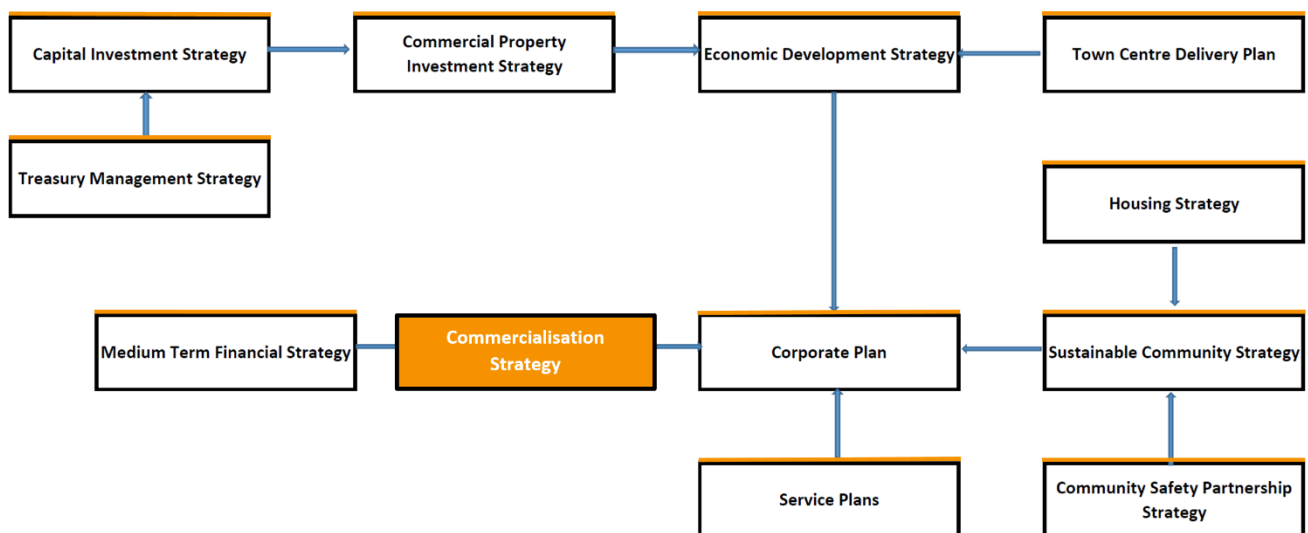 Capital Investment Strategy
Commercial Property
Investment Strategy
Economic Development Strategy
Town Centre Delivery Plan
Treasury Management Strategy
Housing Strategy
Medium Term Financial Strategy
Commercialisation
Strategy
Corporate Plan
Sustainable Community Strategy
Service Plans
Community Safety Partnership
Strategy